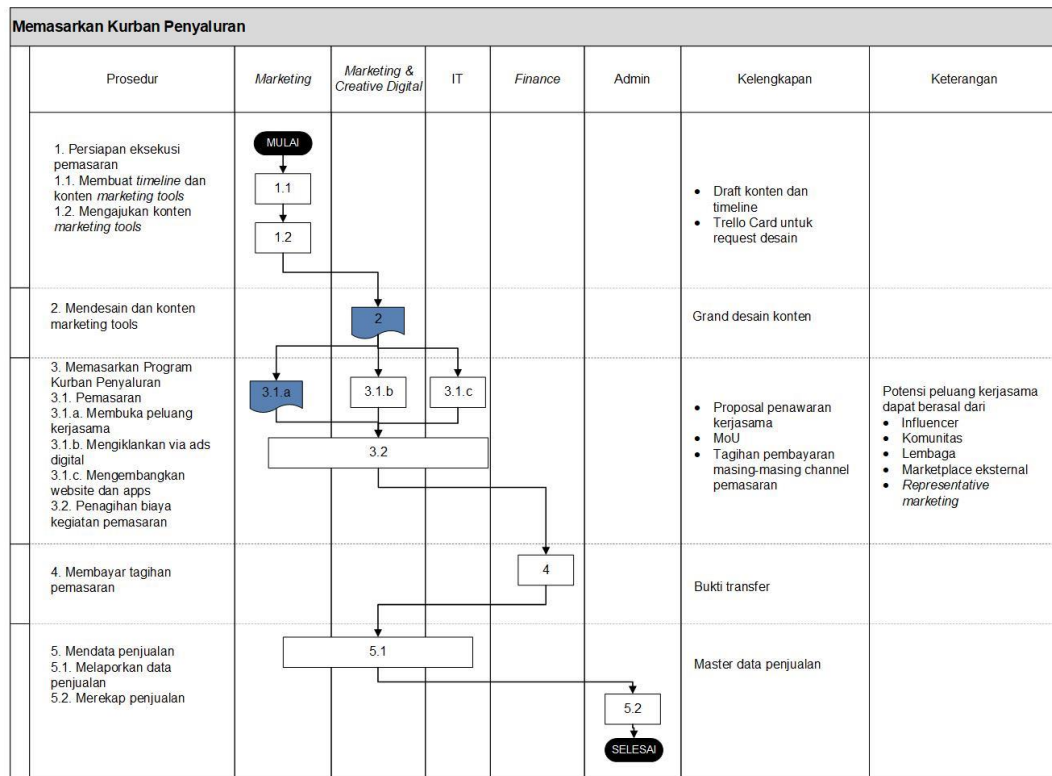 Memasarkan Kurban Penyaluran
Prosedur
Marketing
Marketing &
Creative Digital
IT
Finance
Admin
Kelengkapan
Keterangan
1. Persiapan eksekusi
pemasaran
1.1. Membuat timeline dan
konten marketing tools
1.2. Mengajukan konten
marketing tools
MULAI
1.1
1.2
• Draft konten dan
timeline
• Trello Card untuk
request desain
2. Mendesain dan konten
marketing tools
2
Grand desain konten
3. Memasarkan Program
Kurban Penyaluran
3.1. Pemasaran
3.1.a. Membuka peluang
kerjasama
3.1.b. Mengiklankan via ads
digital
3.1.c. Mengembangkan
website dan apps
3.2. Penagihan biaya
kegiatan pemasaran
3.1.a
3.1.b
3.1.c
3.2
• Proposal penawaran
kerjasama
• MoU
• Tagihan pembayaran
masing-masing channel
pemasaran
Potensi peluang kerjasama
dapat berasal dari
• Influencer
• Komunitas
• Lembaga
• Marketplace eksternal
• Representative
marketing
4. Membayar tagihan
pemasaran
4
Bukti transfer
5. Mendata penjualan
5.1. Melaporkan data
penjualan
5.2. Merekap penjualan
5.1
5.2
SELESAI
Master data penjualan